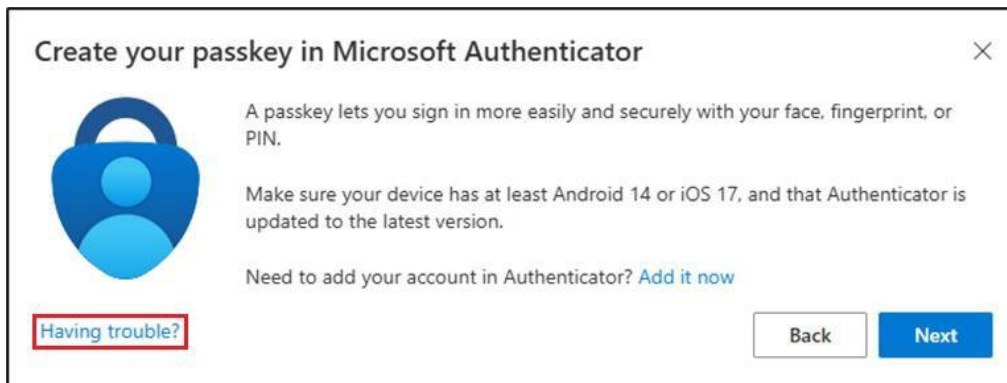 Create your passkey in Microsoft Authenticator
A passkey lets you sign in more easily and securely with your face, fingerprint, or
PIN.
Make sure your device has at least Android 14 or iOS 17, and that Authenticator is
updated to the latest version.
Need to add your account in Authenticator? Add it now
Having trouble?
Back
Next